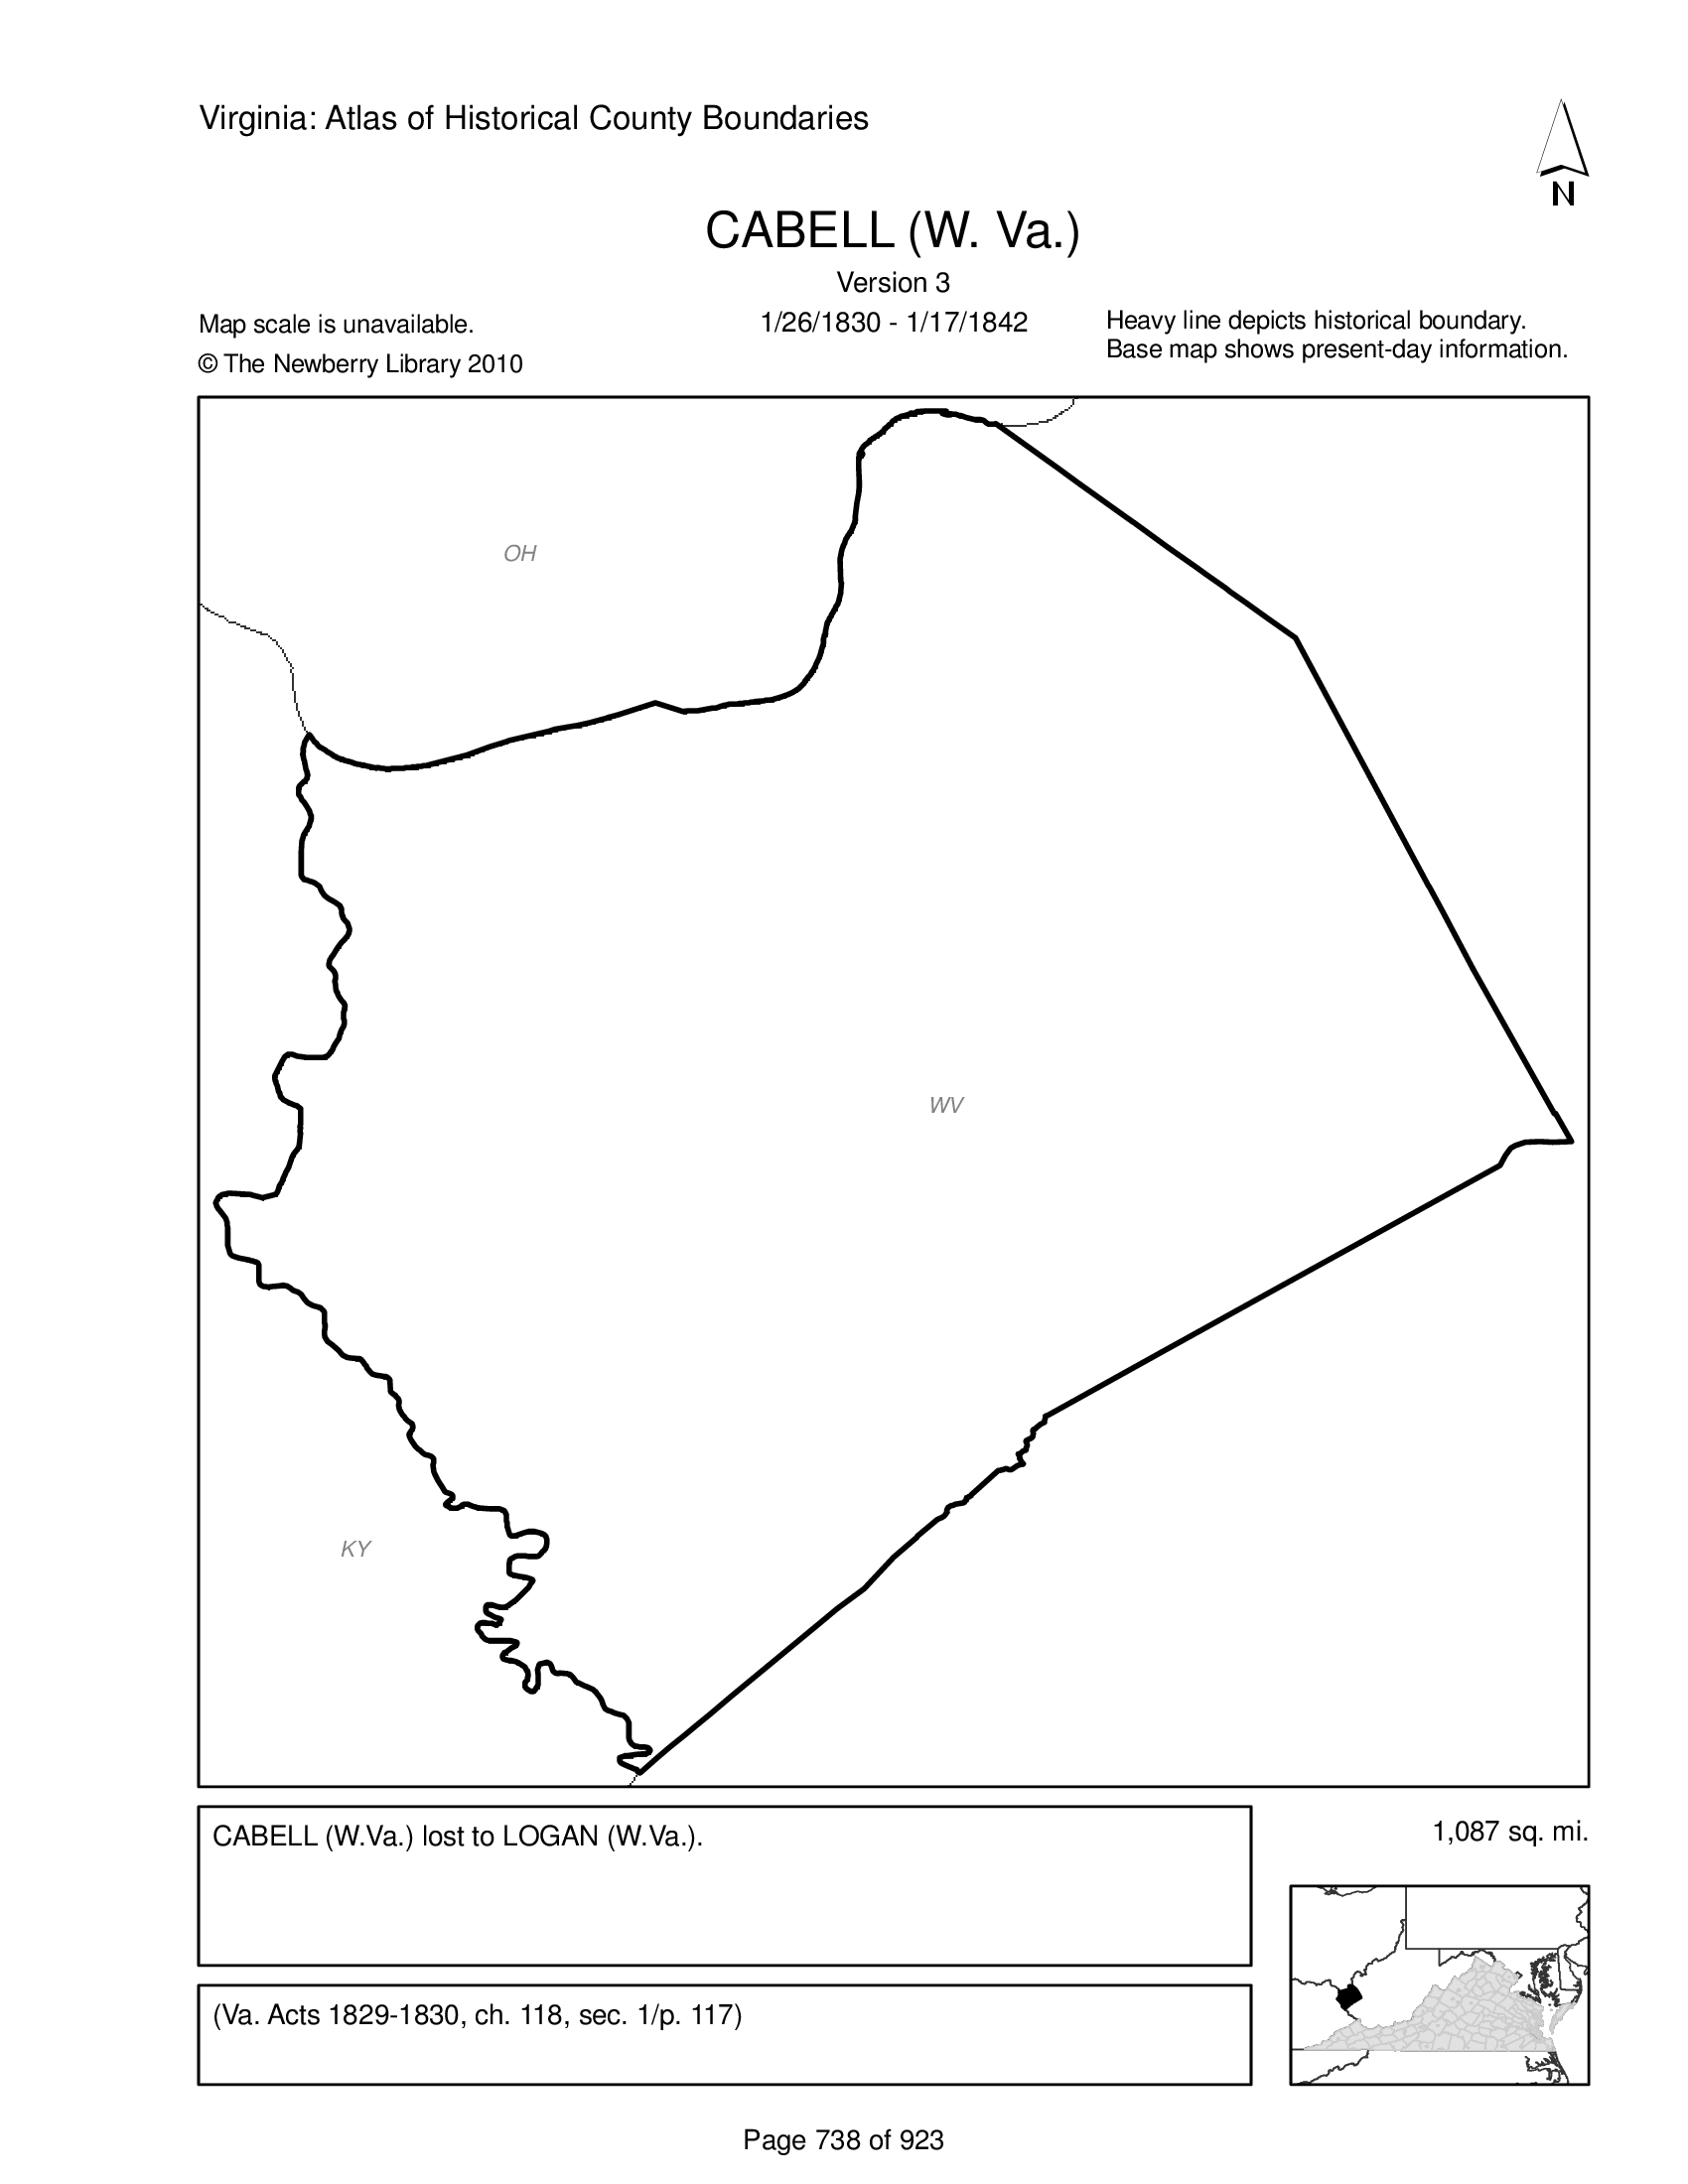 Virginia: Atlas of Historical County Boundaries
N
CABELL (W. Va.)
Version 3
Map scale is unavailable.
1/26/1830 - 1/17/1842
Heavy line depicts historical boundary.
Base map shows present-day information.
© The Newberry Library 2010
OH
WV
KY
CABELL (W.Va.) lost to LOGAN (W.Va.).
1,087 sq. mi.
(Va. Acts 1829-1830, ch. 118, sec. 1/p. 117)
Page 738 of 923